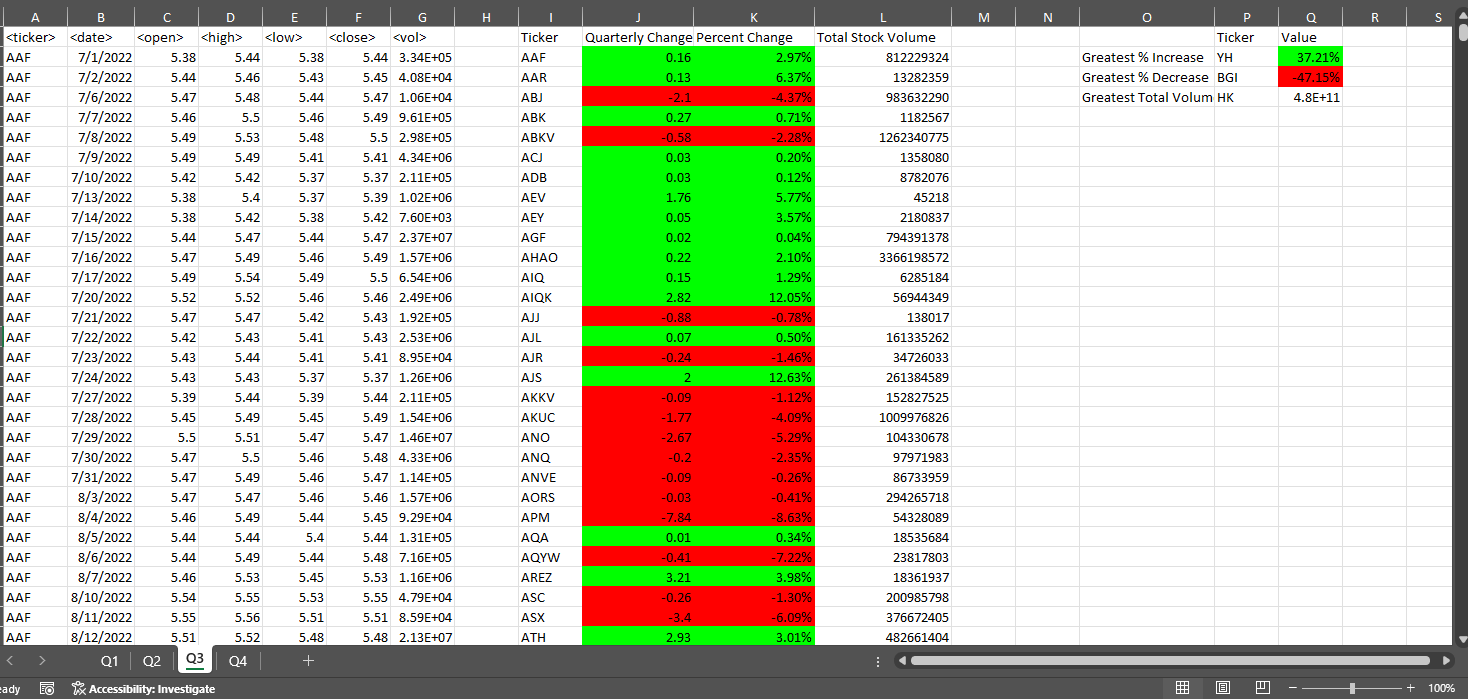 A B C D E F G H I J K L M N O P Q R S
<ticker> <date> <open> <high> <low> <close> <vol> Ticker Quarterly Change Percent Change Total Stock Volume Ticker Value
AAF 7/1/2022 5.38 5.44 5.38 5.44 3.34E+05 AAF 0.16 2.97% 812229324 Greatest % Increase YH 37.21%
AAF 7/2/2022 5.44 5.46 5.43 5.45 4.08E+04 AAR 0.13 6.37% 13282359 Greatest % Decrease BGI -47.15%
AAF 7/6/2022 5.47 5.48 5.44 5.47 1.06E+04 ABJ -2.1 -4.37% 983632290 Greatest Total Volum HK 4.8E+11
AAF 7/7/2022 5.46 5.5 5.46 5.49 9.61E+05 ABK 0.27 0.71% 1182567
AAF 7/8/2022 5.49 5.53 5.48 5.5 2.98E+05 ABKV -0.58 -2.28% 1262340775
AAF 7/9/2022 5.49 5.49 5.41 5.41 4.34E+06 ACJ 0.03 0.20% 1358080
AAF 7/10/2022 5.42 5.42 5.37 5.37 2.11E+05 ADB 0.03 0.12% 8782076
AAF 7/13/2022 5.38 5.4 5.37 5.39 1.02E+06 AEV 1.76 5.77% 45218
AAF 7/14/2022 5.38 5.42 5.38 5.42 7.60E+03 AEY 0.05 3.57% 2180837
AAF 7/15/2022 5.44 5.47 5.44 5.47 2.37E+07 AGF 0.02 0.04% 794391378
AAF 7/16/2022 5.47 5.49 5.46 5.49 1.57E+06 AHAO 0.22 2.10% 3366198572
AAF 7/17/2022 5.49 5.54 5.49 5.5 6.54E+06 AIQ 0.15 1.29% 6285184
AAF 7/20/2022 5.52 5.52 5.46 5.46 2.49E+06 AIQK 2.82 12.05% 56944349
AAF 7/21/2022 5.47 5.47 5.42 5.43 1.92E+05 AJJ -0.88 -0.78% 138017
AAF 7/22/2022 5.42 5.43 5.41 5.43 2.53E+06 AJL 0.07 0.50% 161335262
AAF 7/23/2022 5.43 5.44 5.41 5.41 8.95E+04 AJR -0.24 -1.46% 34726033
AAF 7/24/2022 5.43 5.43 5.37 5.37 1.26E+06 AJS 2 12.63% 261384589
AAF 7/27/2022 5.39 5.44 5.39 5.44 2.11E+05 AKKV -0.09 -1.12% 152827525
AAF 7/28/2022 5.45 5.49 5.45 5.49 1.54E+06 AKUC -1.77 -4.09% 1009976826
AAF 7/29/2022 5.5 5.51 5.47 5.47 1.46E+07 ANO -2.67 -5.29% 104330678
AAF 7/30/2022 5.47 5.5 5.46 5.48 4.33E+06 ANQ -0.2 -2.35% 97971983
AAF 7/31/2022 5.47 5.49 5.46 5.47 1.14E+05 ANVE -0.09 -0.26% 86733959
AAF 8/3/2022 5.47 5.47 5.46 5.46 1.57E+06 AORS -0.03 -0.41% 294265718
AAF 8/4/2022 5.46 5.49 5.44 5.45 9.29E+04 APM -7.84 -8.63% 54328089
AAF 8/5/2022 5.44 5.44 5.4 5.44 1.31E+05 AQA 0.01 0.34% 18535684
AAF 8/6/2022 5.44 5.49 5.44 5.48 7.16E+05 AQYW -0.41 -7.22% 23817803
AAF 8/7/2022 5.46 5.53 5.45 5.53 1.16E+06 AREZ 3.21 3.98% 18361937
AAF 8/10/2022 5.54 5.55 5.53 5.55 4.79E+04 ASC -0.26 -1.30% 200985798
AAF 8/11/2022 5.55 5.56 5.51 5.51 8.59E+04 ASX -3.4 -6.09% 376672405
AAF 8/12/2022 5.51 5.52 5.48 5.48 2.13E+07 ATH 2.93 3.01% 482661404
Q1 Q2 Q3 Q4
eady Accessibility: Investigate 100%